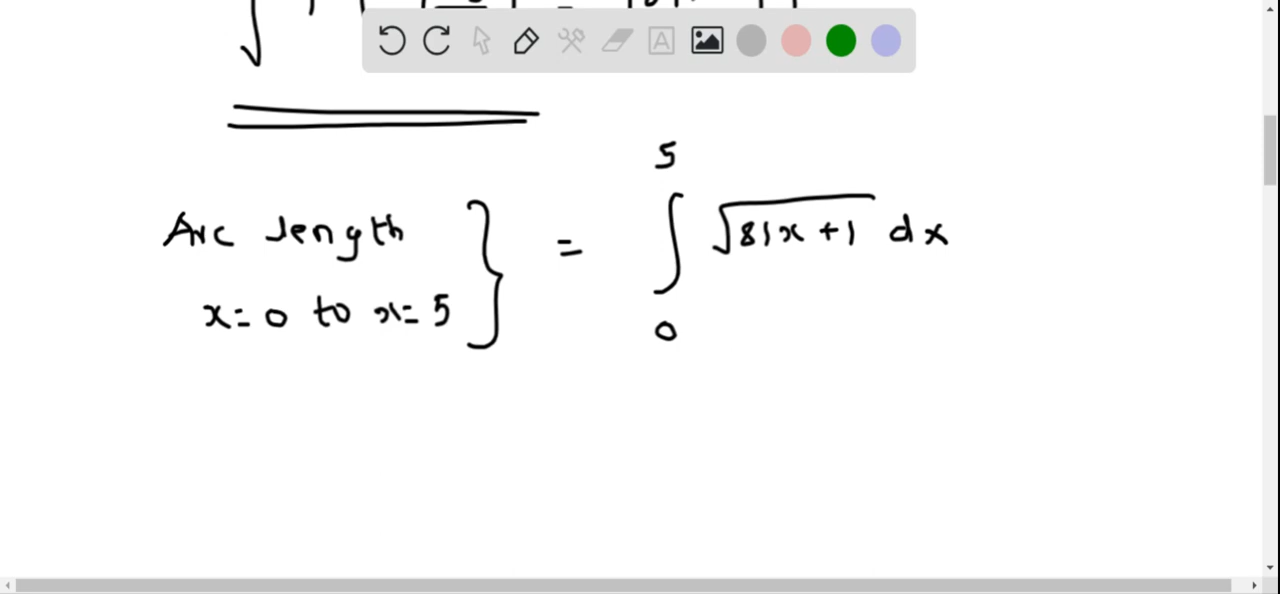 5
Arc length
x=0 to x=5
} = ∫ √81x+1 dx
0